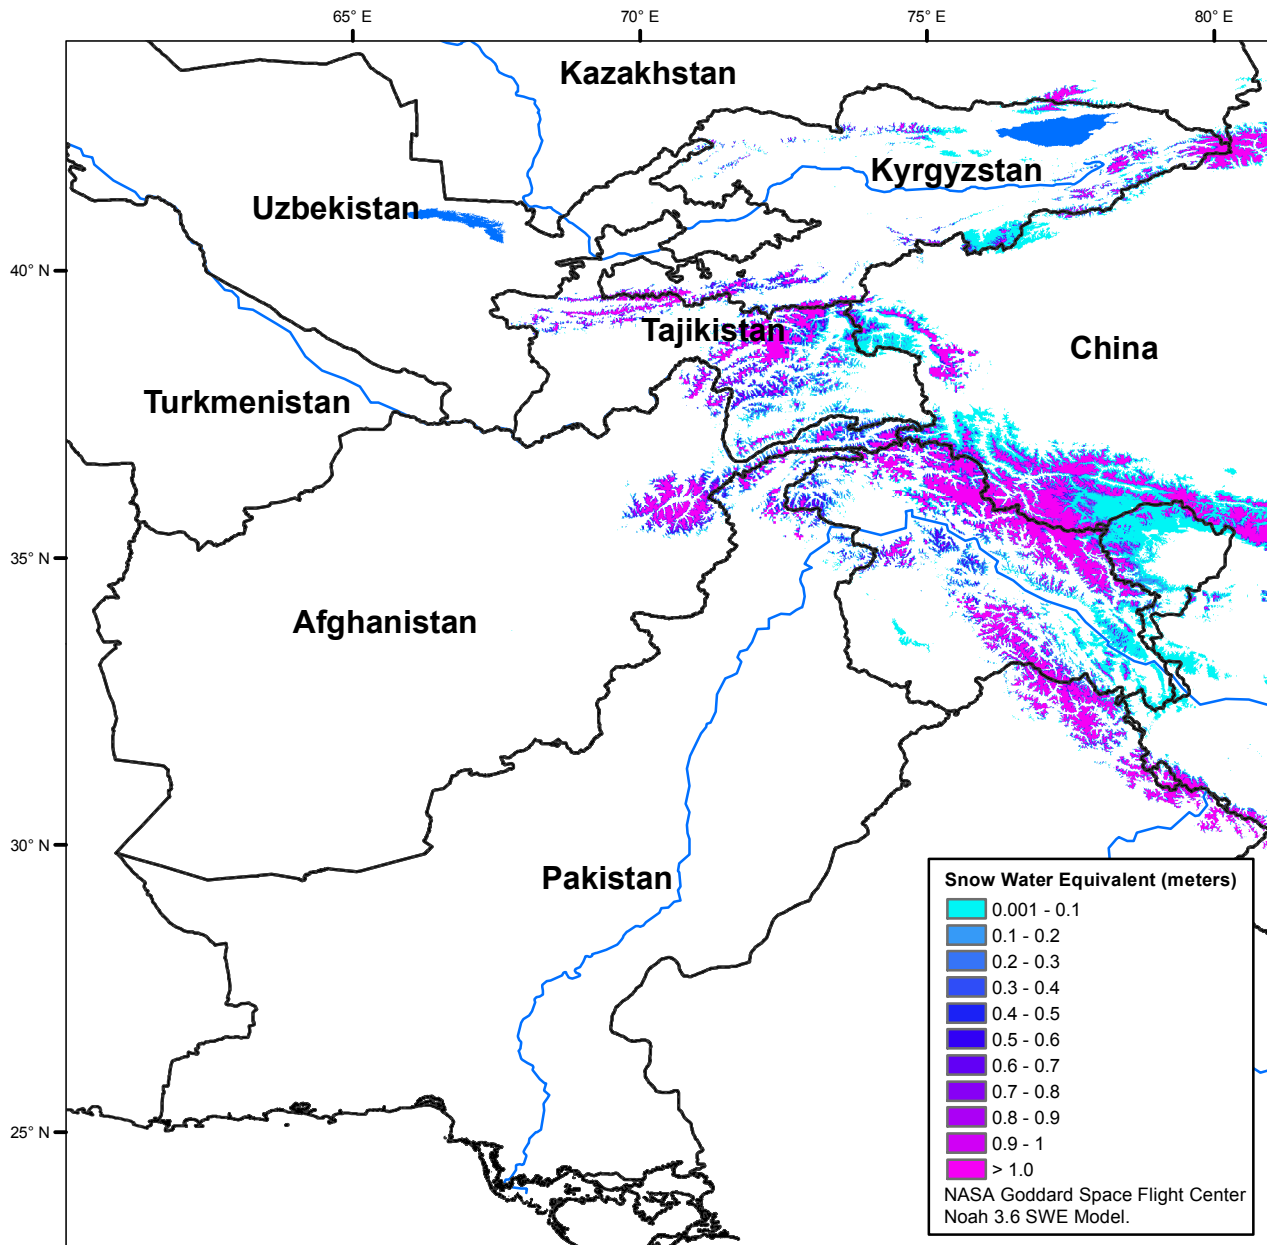 65° E
70° E
75° E
80° E
Kazakhstan
Kyrgyzstan
Uzbekistan
40° N
Tajikistan
China
Turkmenistan
35° N
Afghanistan
30° N
Pakistan
25° N
Snow Water Equivalent (meters)
0.001 - 0.1
0.1 - 0.2
0.2 - 0.3
0.3 - 0.4
0.4 - 0.5
0.5 - 0.6
0.6 - 0.7
0.7 - 0.8
0.8 - 0.9
0.9 - 1
> 1.0
NASA Goddard Space Flight Center
Noah 3.6 SWE Model.